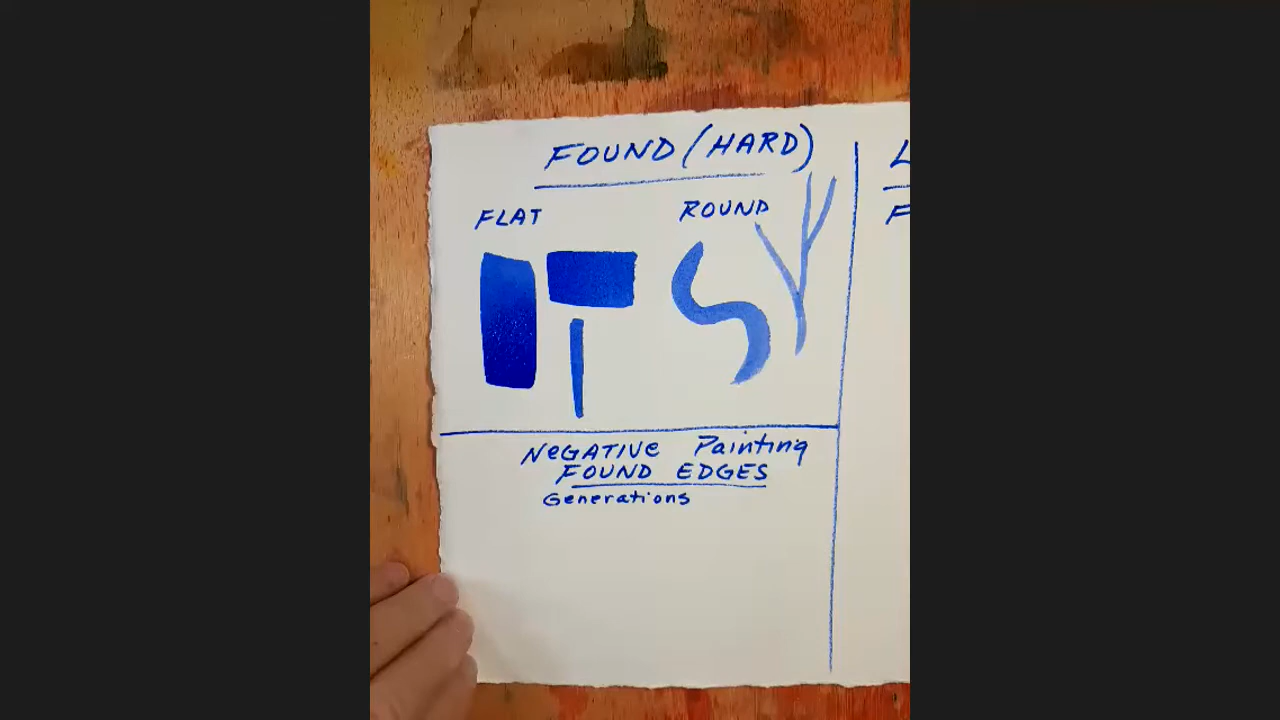 FOUND (HARD)
FLAT
ROUND
NeGATIVe Painting
FOUND EDGES
Generations
L
F